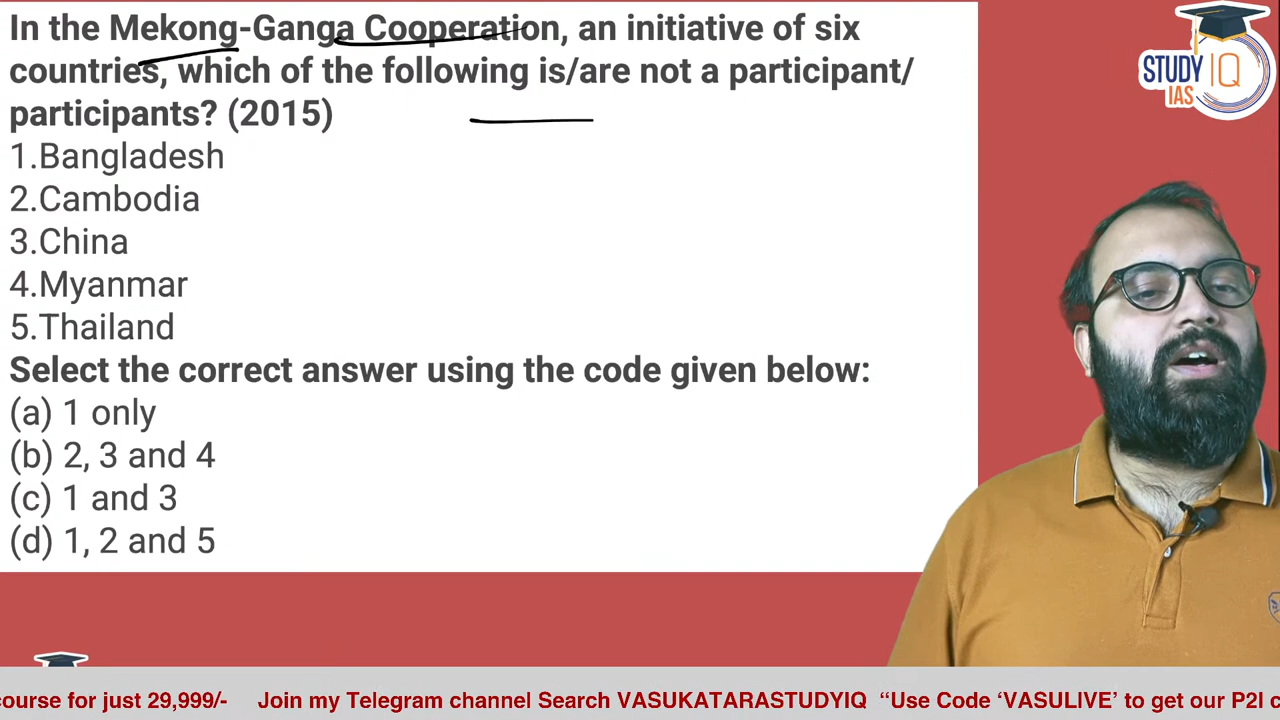 In the Mekong-Ganga Cooperation, an initiative of six
countries, which of the following is/are not a participant/
participants? (2015)
1.Bangladesh
2.Cambodia
3.China
4.Myanmar
5.Thailand
Select the correct answer using the code given below:
(a) 1 only
(b) 2, 3 and 4
(c) 1 and 3
(d) 1, 2 and 5
STUDY IQ
IAS
course for just 29,999/- Join my Telegram channel Search VASUKATARASTUDYIQ “Use Code ‘VASULIVE’ to get our P2I